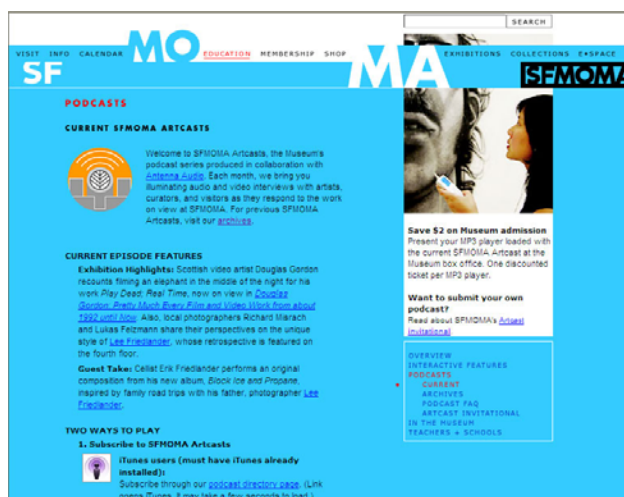 SEARCH
VISIT INFO CALENDAR MO EDUCATION MEMBERSHIP SHOP MA EXHIBITIONS COLLECTIONS E•SPACE
SF
SFMOMA
PODCASTS
CURRENT SFMOMA ARTCASTS
Welcome to SFMOMA Artcasts, the Museum's
podcast series produced in collaboration with
Antenna Audio. Each month, we bring you
illuminating audio and video interviews with artists,
curators, and visitors as they respond to the work
on view at SFMOMA. For previous SFMOMA
Artcasts, visit our archives.
CURRENT EPISODE FEATURES
Exhibition Highlights: Scottish video artist Douglas Gordon
recounts filming an elephant in the middle of the night for his
work Play Dead; Real Time, now on view in Douglas
Gordon: Pretty Much Every Film and Video Work from about
1992 until Now. Also, local photographers Richard Misrach
and Lukas Felzmann share their perspectives on the unique
style of Lee Friedlander, whose retrospective is featured on
the fourth floor.
Guest Take: Cellist Erik Friedlander performs an original
composition from his new album, Block Ice and Propane,
inspired by family road trips with his father, photographer Lee
Friedlander.
TWO WAYS TO PLAY
1. Subscribe to SFMOMA Artcasts
iTunes users (must have iTunes already
installed):
Subscribe through our podcast directory page. (Link
opens iTunes, it may take a few seconds to load.)
Save $2 on Museum admission
Present your MP3 player loaded with
the current SFMOMA Artcast at the
Museum box office. One discounted
ticket per MP3 player.
Want to submit your own
podcast?
Read about SFMOMA's Artcast
Invitational.
OVERVIEW
INTERACTIVE FEATURES
PODCASTS
CURRENT
ARCHIVES
PODCAST FAQ
ARTCAST INVITATIONAL
IN THE MUSEUM
TEACHERS + SCHOOLS